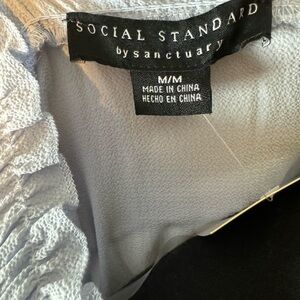 SOCIAL STANDARD
by sanctuary
M/M
MADE IN CHINA
HECHO EN CHINA